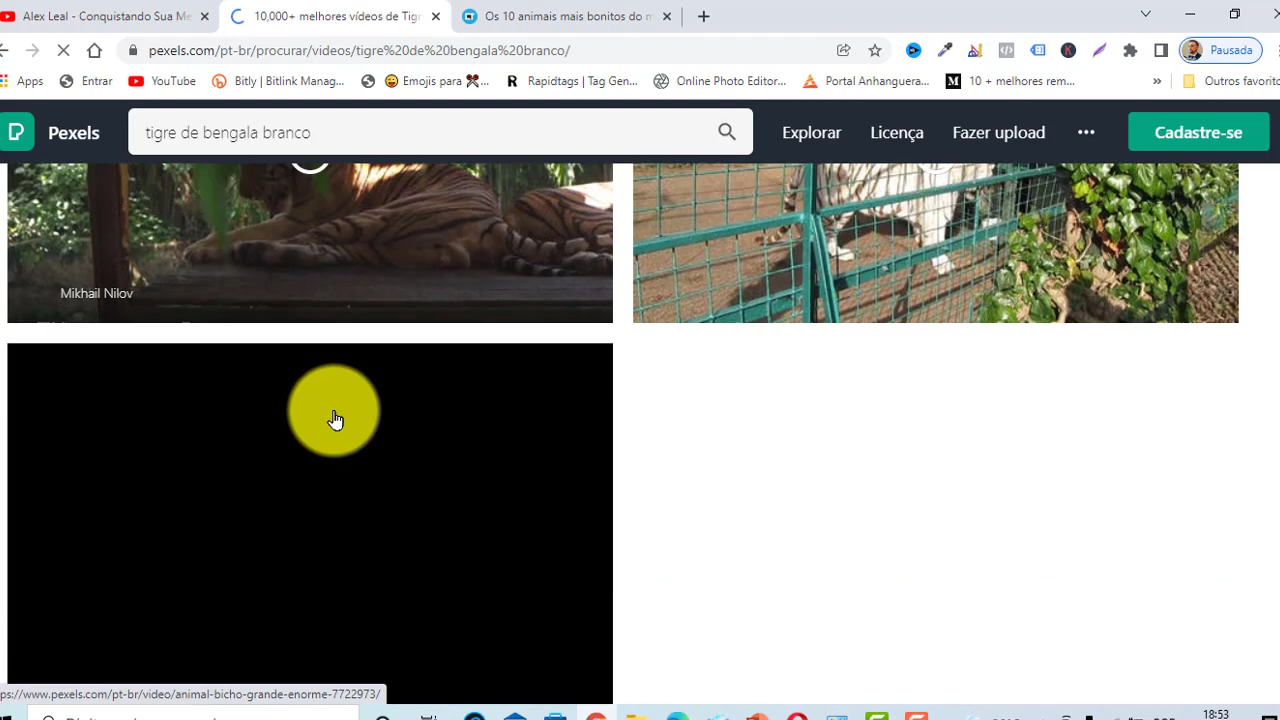 Alex Leal - Conquistando Sua Me
10,000+ melhores vídeos de Tigr
Os 10 animais mais bonitos do m
pexels.com/pt-br/procurar/videos/tigre%20de%20bengala%20branco/
Pausada
Apps
Entrar
YouTube
Bitly | Bitlink Manag...
Emojis para
Rapidtags | Tag Gen...
Online Photo Editor...
Portal Anhanguera...
10 + melhores rem...
»
Outros favorito
Pexels
tigre de bengala branco
Explorar
Licença
Fazer upload
Cadastre-se
Mikhail Nilov
ps://www.pexels.com/pt-br/video/animal-bicho-grande-enorme-7722973/
18:53